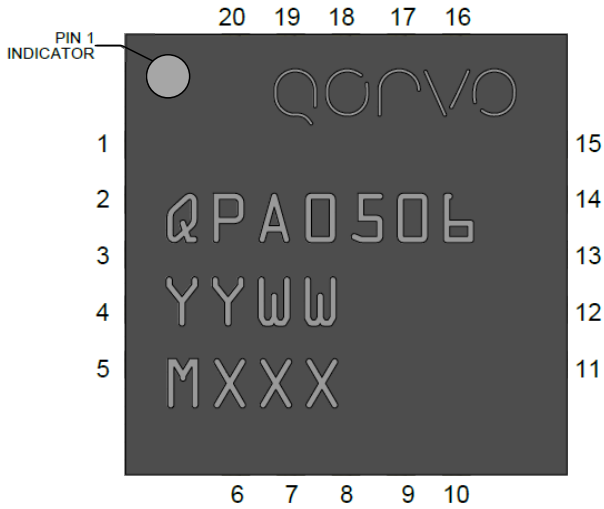 20 19 18 17 16
PIN 1
INDICATOR
qorvo
1 15
2 14
QPA0506
3 13
YYWW
4 12
5 11
MXXX
6 7 8 9 10